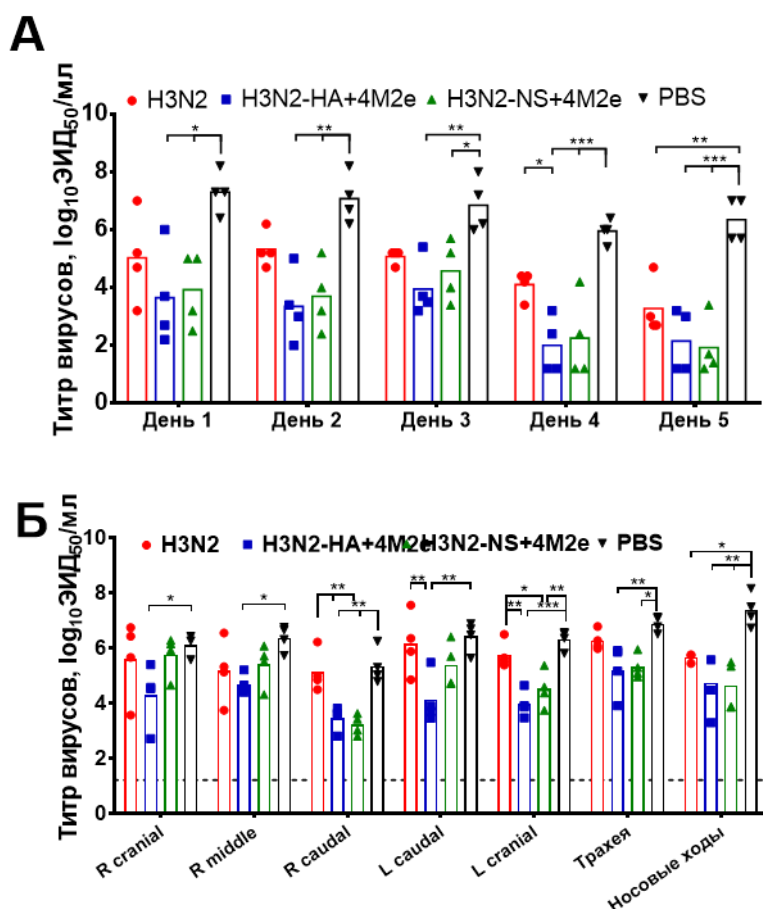 А
H3N2 H3N2-HA+4M2e H3N2-NS+4M2e PBS
Титр вирусов, log10ЭИД50/мл
10
8
6
4
2
0
* ** ** * * *** ** ***
День 1 День 2 День 3 День 4 День 5
Б
H3N2 H3N2-HA+4M2e H3N2-NS+4M2e PBS
Титр вирусов, log10ЭИД50/мл
10
8
6
4
2
0
* * ** ** ** ** * ** ** *** ** * * **
R cranial R middle R caudal L caudal L cranial Трахея Носовые ходы